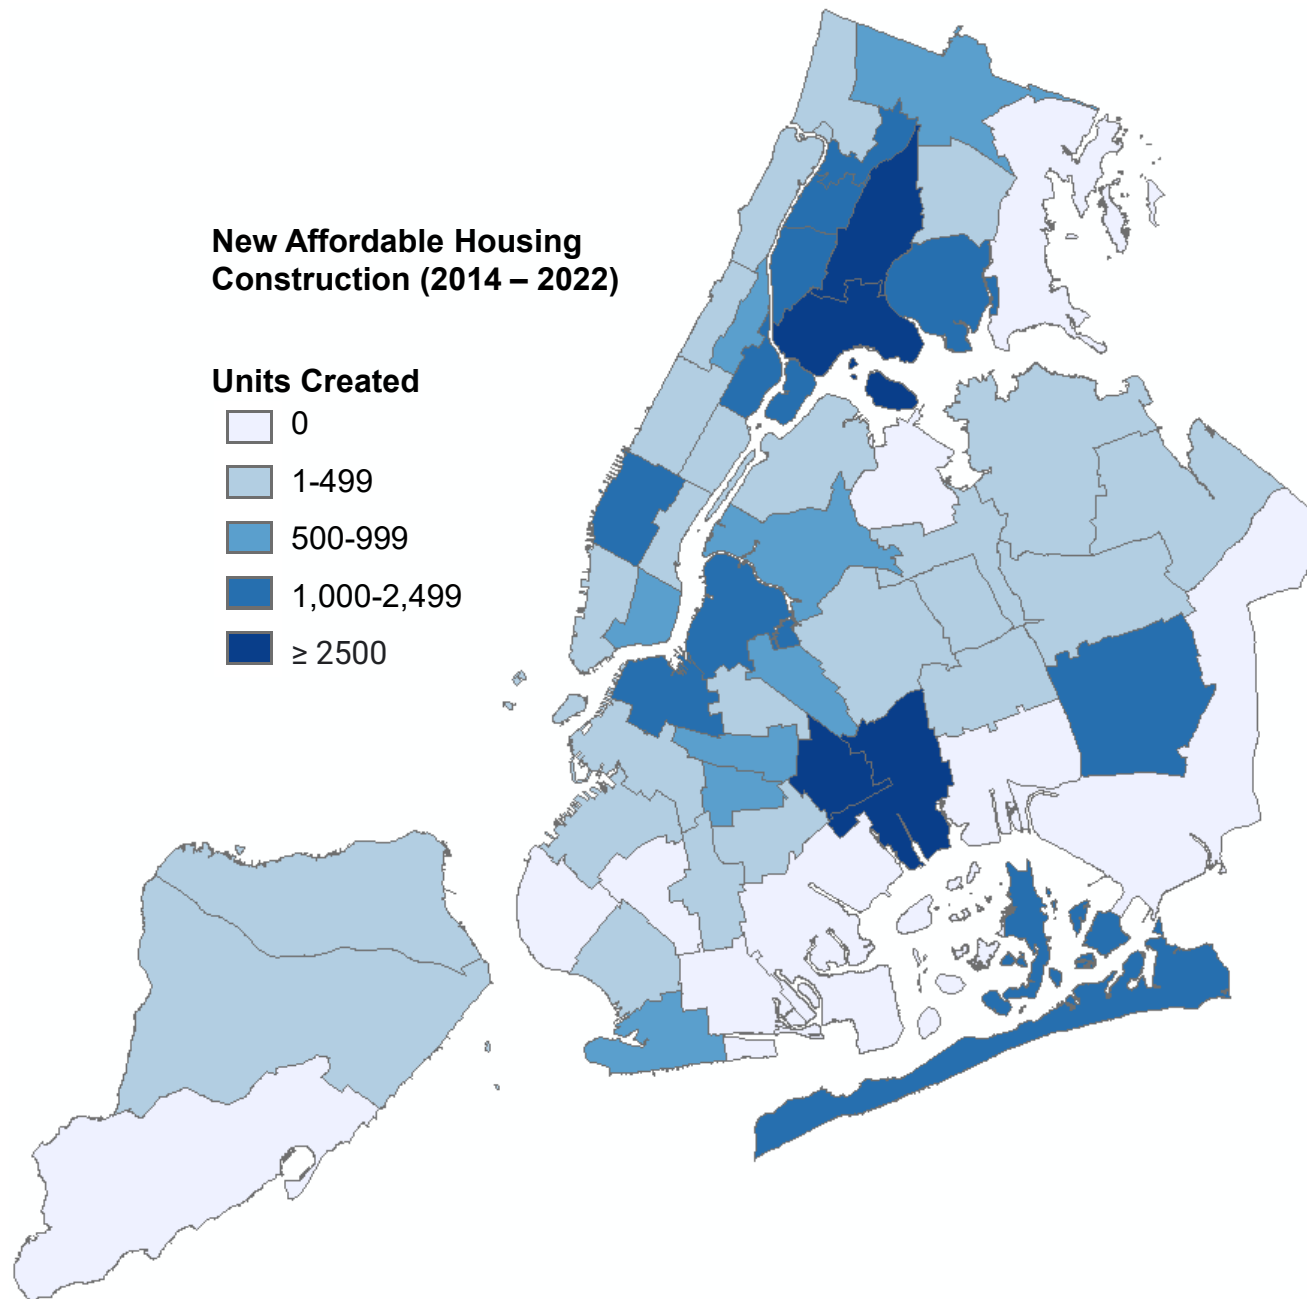 New Affordable Housing
Construction (2014 – 2022)
Units Created
0
1-499
500-999
1,000-2,499
≥ 2500